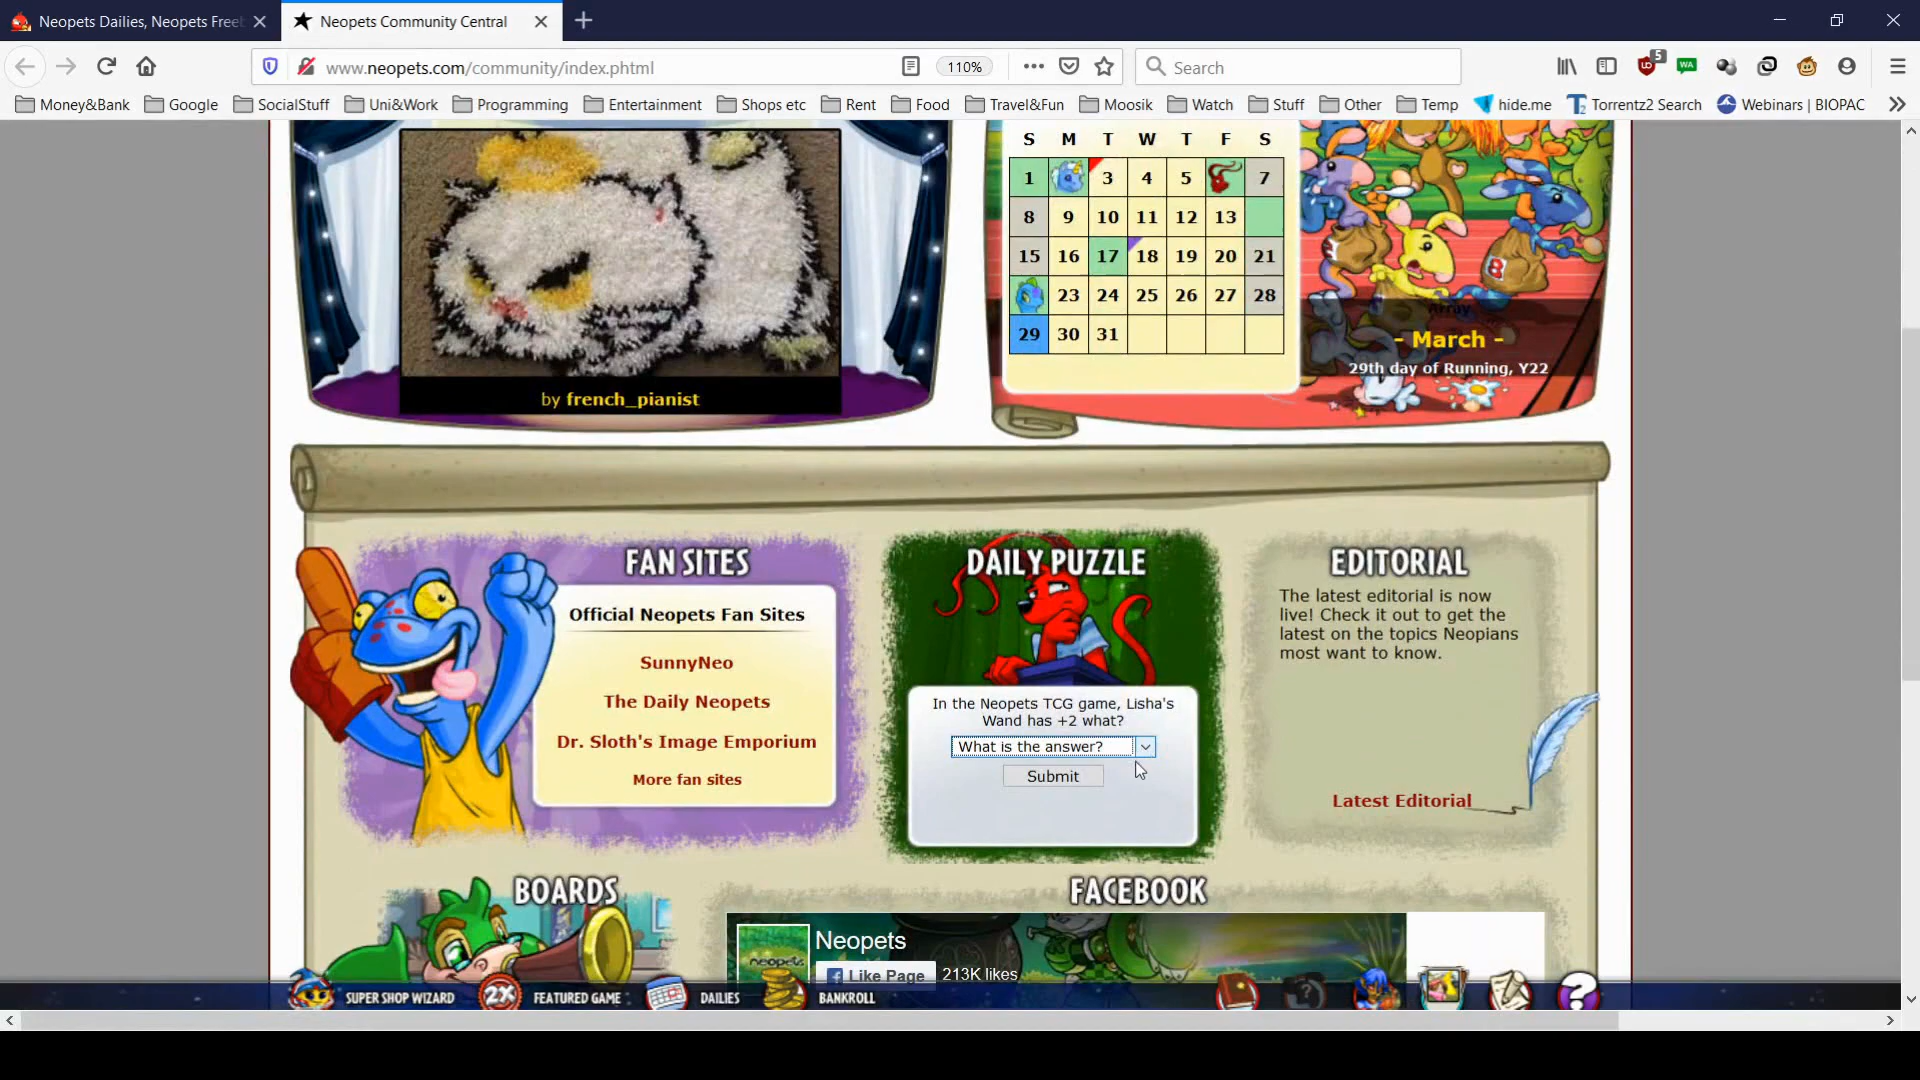 Neopets Dailies, Neopets Freeb
Neopets Community Central
www.neopets.com/community/index.phtml
110%
Search
5
Money&Bank
Google
SocialStuff
Uni&Work
Programming
Entertainment
Shops etc
Rent
Food
Travel&Fun
Moosik
Watch
Stuff
Other
Temp
hide.me
Torrentz2 Search
Webinars | BIOPAC
by french_pianist
S M T W T F S
1 3 4 5 7
8 9 10 11 12 13
15 16 17 18 19 20 21
23 24 25 26 27 28
29 30 31
Array
- March -
29th day of Running, Y22
FAN SITES
Official Neopets Fan Sites
SunnyNeo
The Daily Neopets
Dr. Sloth's Image Emporium
More fan sites
DAILY PUZZLE
In the Neopets TCG game, Lisha's
Wand has +2 what?
What is the answer?
Submit
EDITORIAL
The latest editorial is now
live! Check it out to get the
latest on the topics Neopians
most want to know.
Latest Editorial
BOARDS
FACEBOOK
neopets
Neopets
Like Page
213K likes
SUPER SHOP WIZARD
2X
FEATURED GAME
DAILIES
BANKROLL